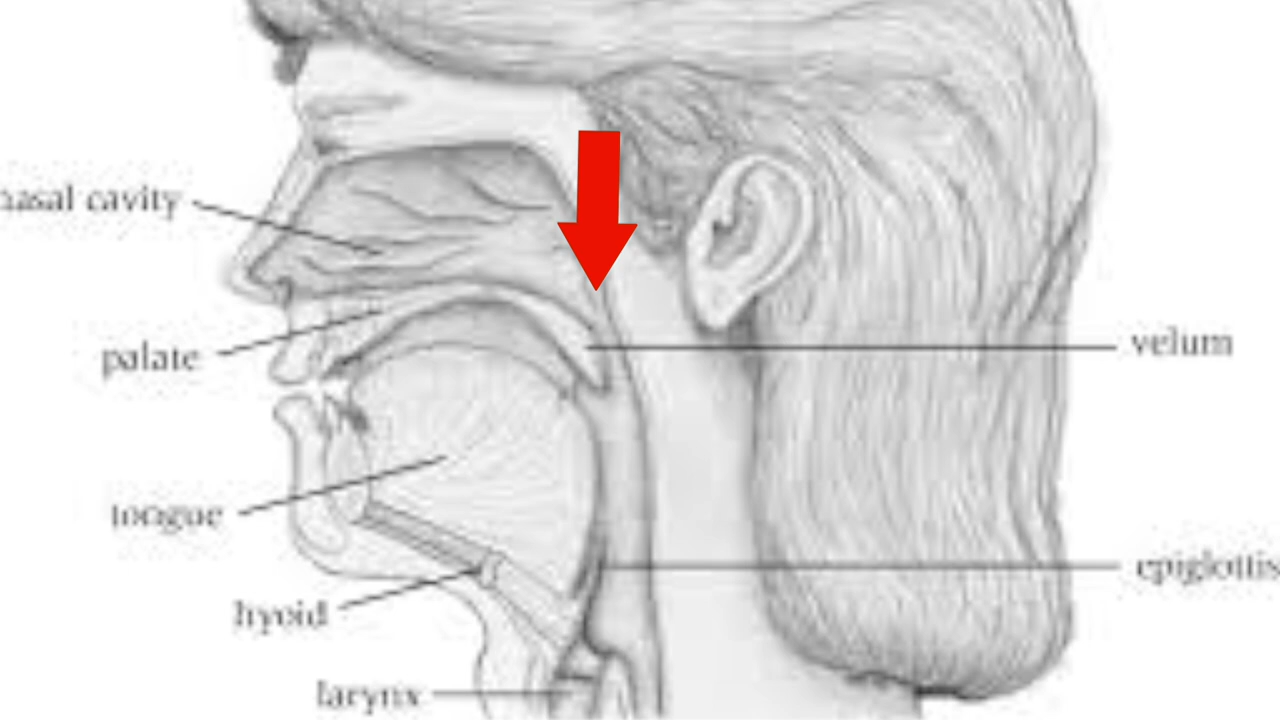 nasal cavity
palate
velum
tongue
epiglottis
hyoid
larynx